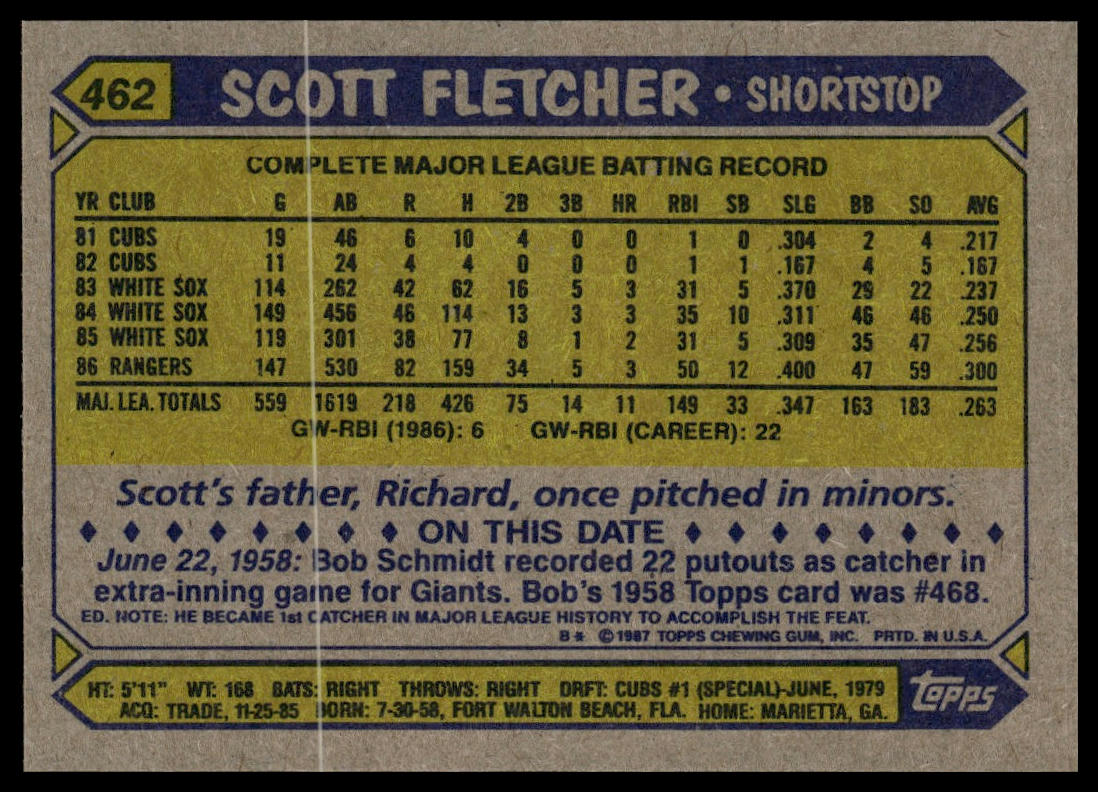 462 SCOTT FLETCHER • SHORTSTOP
COMPLETE MAJOR LEAGUE BATTING RECORD
YR CLUB G AB R H 2B 3B HR RBI SB SLG BB SO AVG
81 CUBS 19 46 6 10 4 0 0 1 0 .304 2 4 .217
82 CUBS 11 24 4 4 0 0 0 1 1 .167 4 5 .167
83 WHITE SOX 114 262 42 62 16 5 3 31 5 .370 29 22 .237
84 WHITE SOX 149 456 46 114 13 3 3 35 10 .311 46 46 .250
85 WHITE SOX 119 301 38 77 8 1 2 31 5 .309 35 47 .256
86 RANGERS 147 530 82 159 34 5 3 50 12 .400 47 59 .300
MAJ. LEA. TOTALS 559 1619 218 426 75 14 11 149 33 .347 163 183 .263
GW-RBI (1986): 6 GW-RBI (CAREER): 22
Scott's father, Richard, once pitched in minors.
ON THIS DATE
June 22, 1958: Bob Schmidt recorded 22 putouts as catcher in
extra-inning game for Giants. Bob's 1958 Topps card was #468.
ED. NOTE: HE BECAME 1st CATCHER IN MAJOR LEAGUE HISTORY TO ACCOMPLISH THE FEAT.
B* © 1987 TOPPS CHEWING GUM, INC. PRTD. IN U.S.A.
HT: 5'11" WT: 168 BATS: RIGHT THROWS: RIGHT DRFT: CUBS #1 (SPECIAL)-JUNE, 1979
ACQ: TRADE, 11-25-85 BORN: 7-30-58, FORT WALTON BEACH, FLA. HOME: MARIETTA, GA.
topps